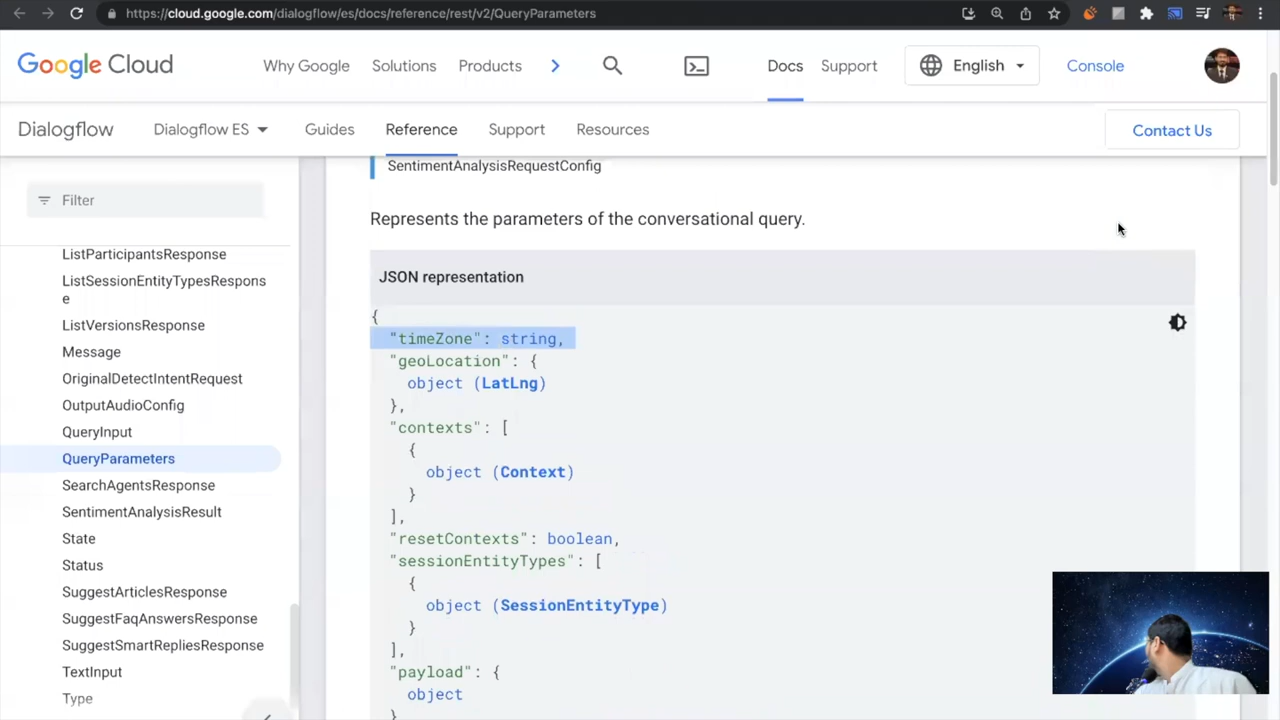 https://cloud.google.com/dialogflow/es/docs/reference/rest/v2/QueryParameters
Google Cloud
Why Google
Solutions
Products
Docs
Support
English
Console
Dialogflow
Dialogflow ES
Guides
Reference
Support
Resources
Contact Us
Filter
ListParticipantsResponse
ListSessionEntityTypesRespons
e
ListVersionsResponse
Message
OriginalDetectIntentRequest
OutputAudioConfig
QueryInput
QueryParameters
SearchAgentsResponse
SentimentAnalysisResult
State
Status
SuggestArticlesResponse
SuggestFaqAnswersResponse
SuggestSmartRepliesResponse
TextInput
Type
SentimentAnalysisRequestConfig
Represents the parameters of the conversational query.
JSON representation
{
"timeZone": string,
"geoLocation": {
object (LatLng)
},
"contexts": [
{
object (Context)
}
],
"resetContexts": boolean,
"sessionEntityTypes": [
{
object (SessionEntityType)
}
],
"payload": {
object
}